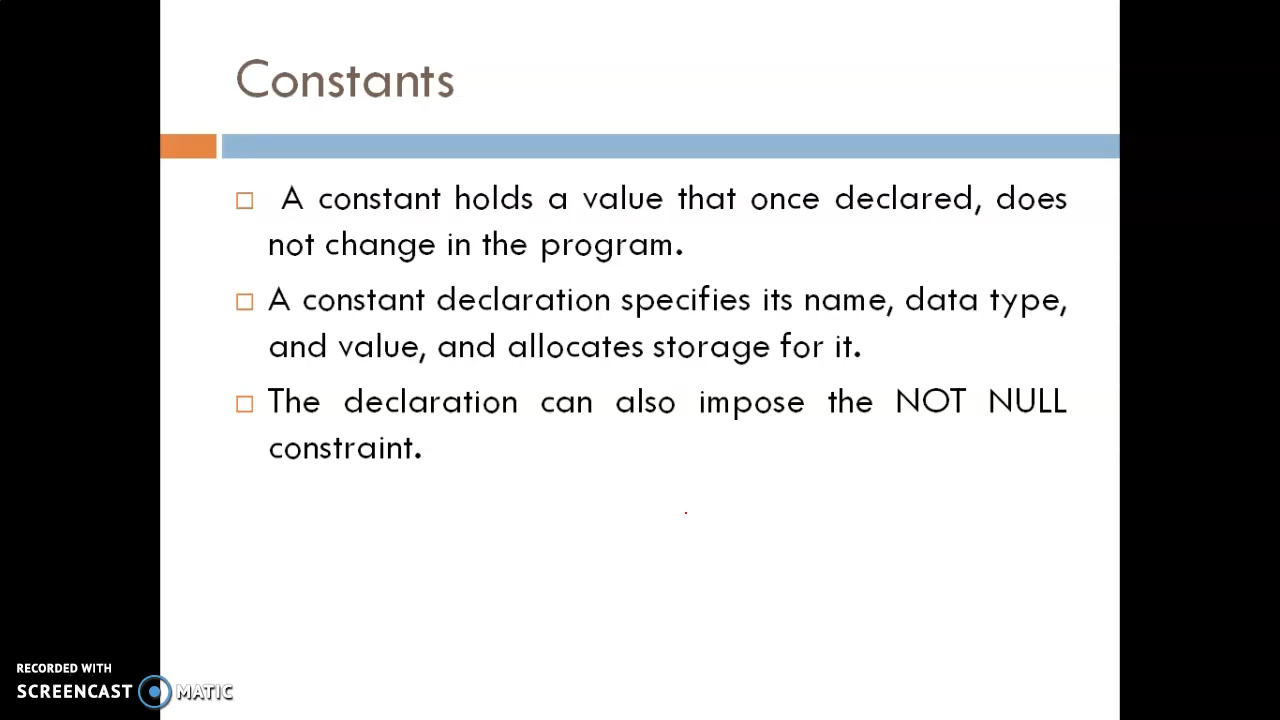 Constants
A constant holds a value that once declared, does
not change in the program.
A constant declaration specifies its name, data type,
and value, and allocates storage for it.
The declaration can also impose the NOT NULL
constraint.
RECORDED WITH
SCREENCAST MATIC